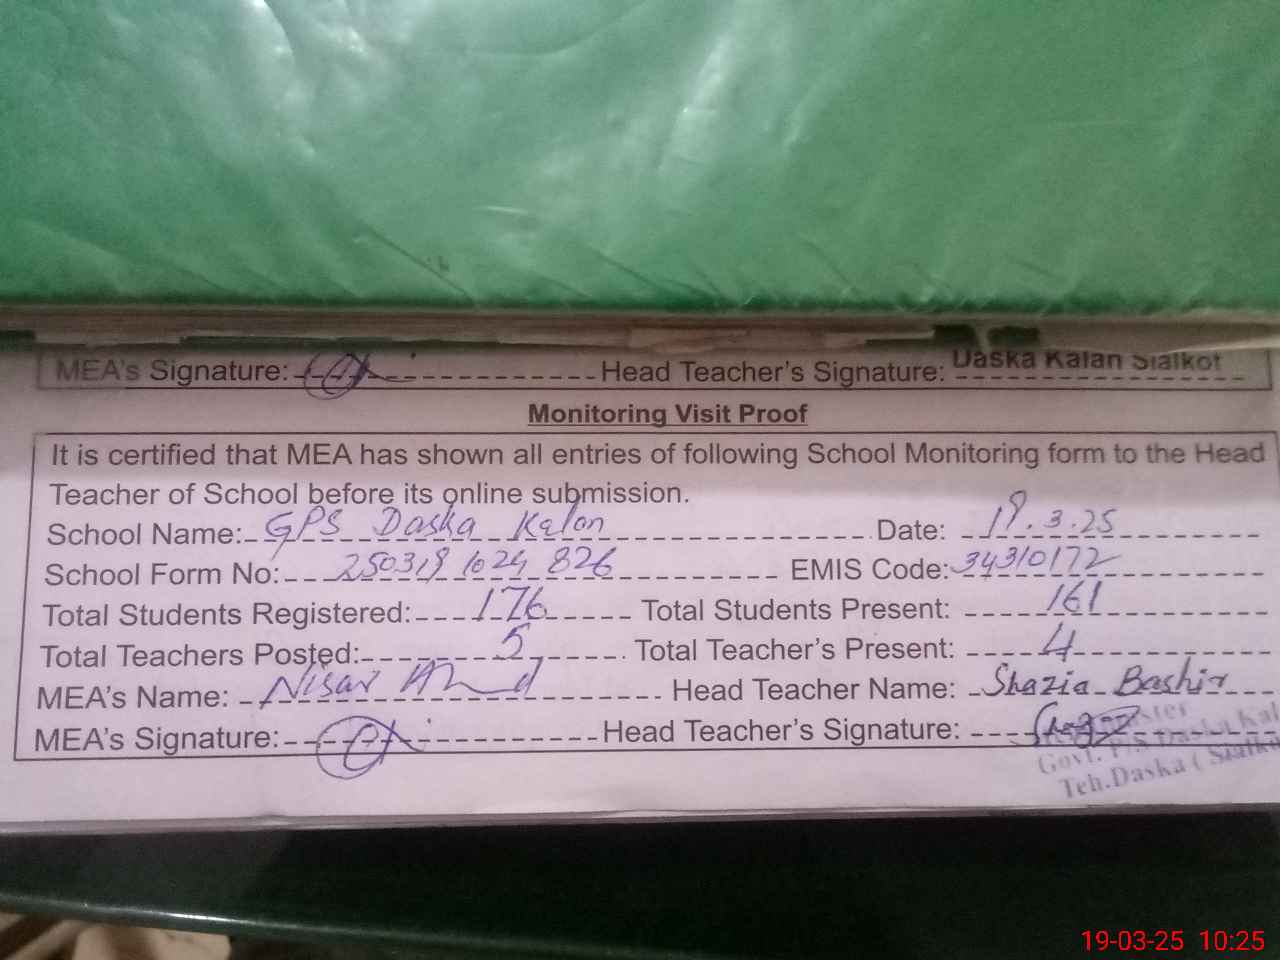 MEA's Signature: Head Teacher's Signature: Daska Kalan Sialkot
Monitoring Visit Proof
It is certified that MEA has shown all entries of following School Monitoring form to the Head
Teacher of School before its online submission.
School Name: GPS Daska Kalan Date: 19.3.25
School Form No: 250319 1024 826 EMIS Code: 34310172
Total Students Registered: 176 Total Students Present: 161
Total Teachers Posted: 5 Total Teacher's Present: 4
MEA's Name: Nisar Ahmad Head Teacher Name: Shazia Bashir
MEA's Signature: Head Teacher's Signature:
Govt. P/S Daska Kal
Teh.Daska ( Sialko
19-03-25 10:25